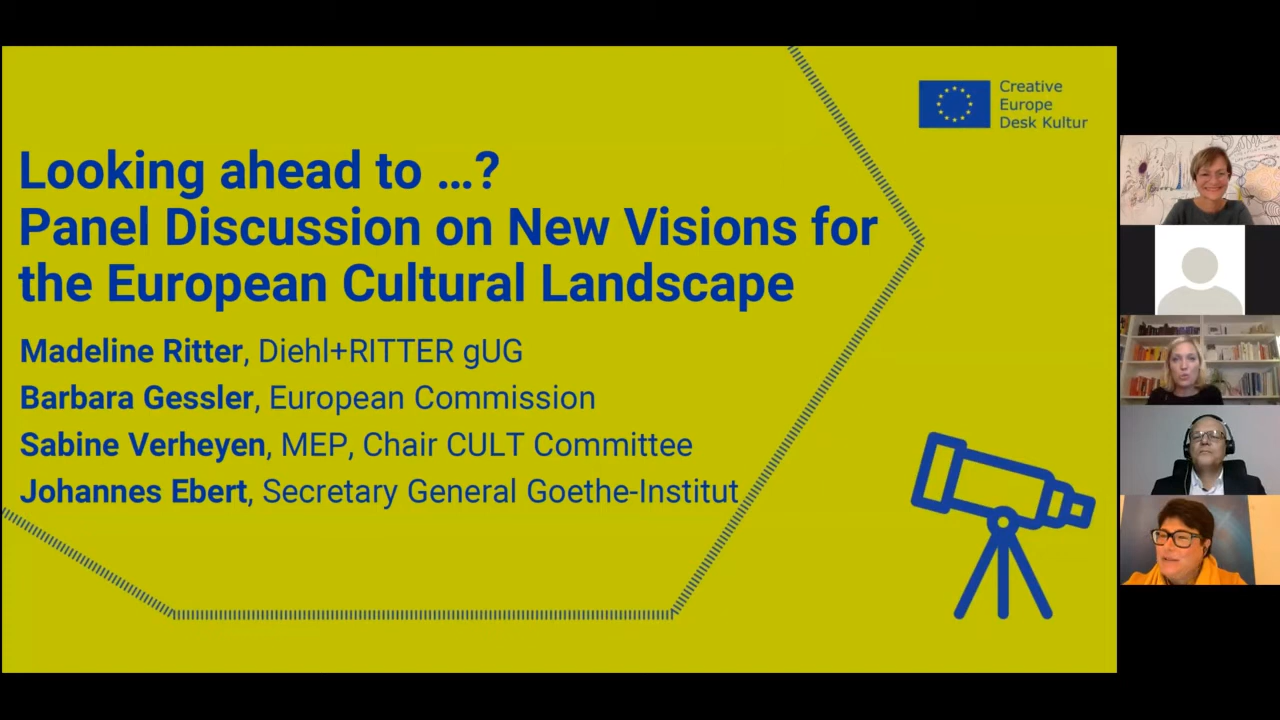 Creative
Europe
Desk Kultur
Looking ahead to ...?
Panel Discussion on New Visions for
the European Cultural Landscape
Madeline Ritter, Diehl+RITTER gUG
Barbara Gessler, European Commission
Sabine Verheyen, MEP, Chair CULT Committee
Johannes Ebert, Secretary General Goethe-Institut